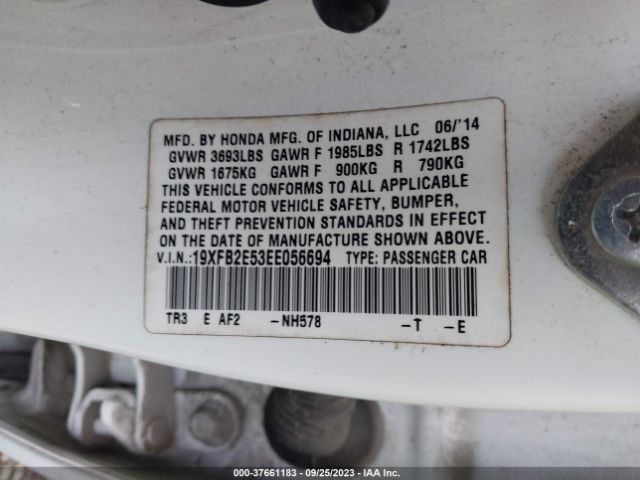 MFD. BY HONDA MFG. OF INDIANA, LLC 06/'14
GVWR 3693LBS GAWR F 1985LBS R 1742LBS
GVWR 1675KG GAWR F 900KG R 790KG
THIS VEHICLE CONFORMS TO ALL APPLICABLE
FEDERAL MOTOR VEHICLE SAFETY, BUMPER,
AND THEFT PREVENTION STANDARDS IN EFFECT
ON THE DATE OF MANUFACTURE SHOWN ABOVE.
V.I.N.:19XFB2E53EE056694 TYPE: PASSENGER CAR
TR3 E AF2 -NH578 -T -E
000-37661183 - 09/25/2023 - IAA Inc.